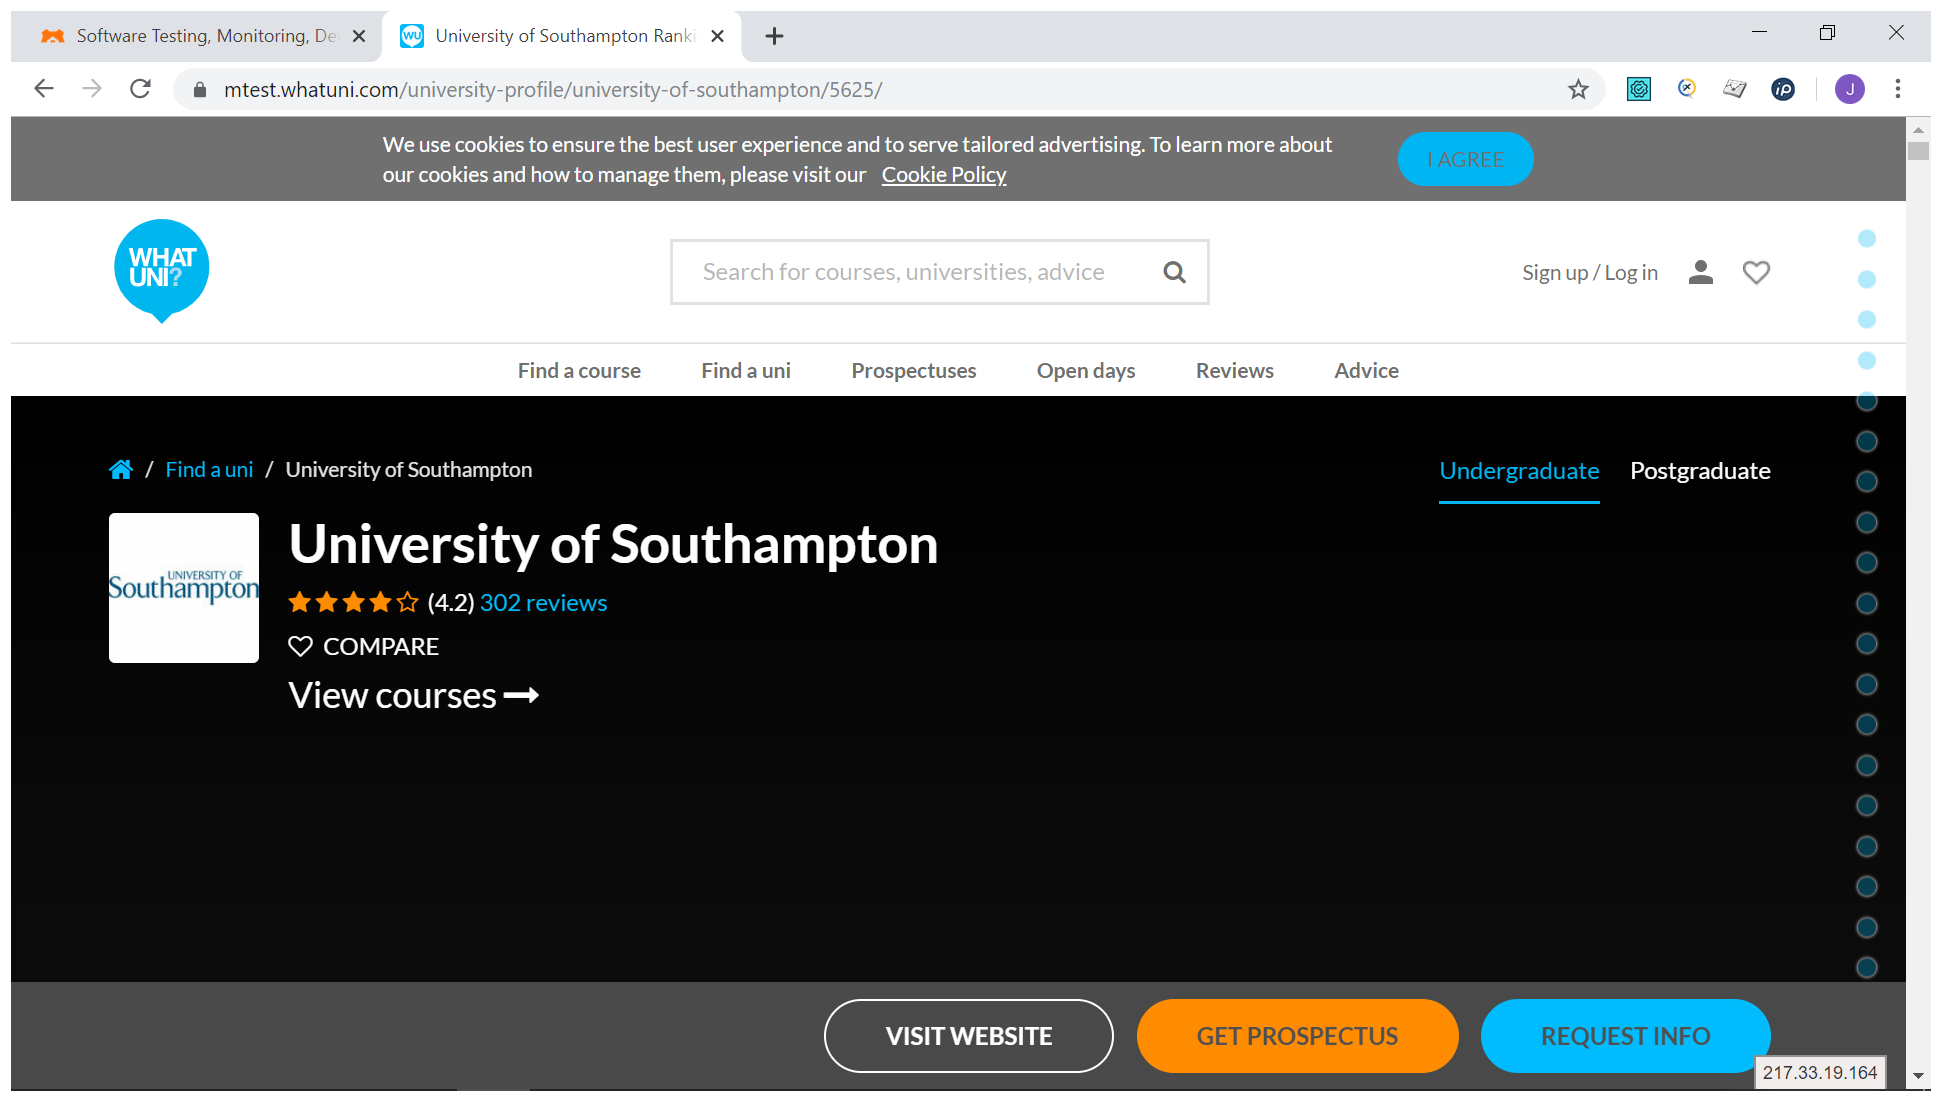 Software Testing, Monitoring, De
University of Southampton Ranki
mtest.whatuni.com/university-profile/university-of-southampton/5625/
J
We use cookies to ensure the best user experience and to serve tailored advertising. To learn more about
our cookies and how to manage them, please visit our Cookie Policy
I AGREE
WHAT
UNI?
Search for courses, universities, advice
Sign up / Log in
Find a course
Find a uni
Prospectuses
Open days
Reviews
Advice
/ Find a uni / University of Southampton
Undergraduate
Postgraduate
UNIVERSITY OF
Southampton
University of Southampton
(4.2) 302 reviews
COMPARE
View courses
VISIT WEBSITE
GET PROSPECTUS
REQUEST INFO
217.33.19.164